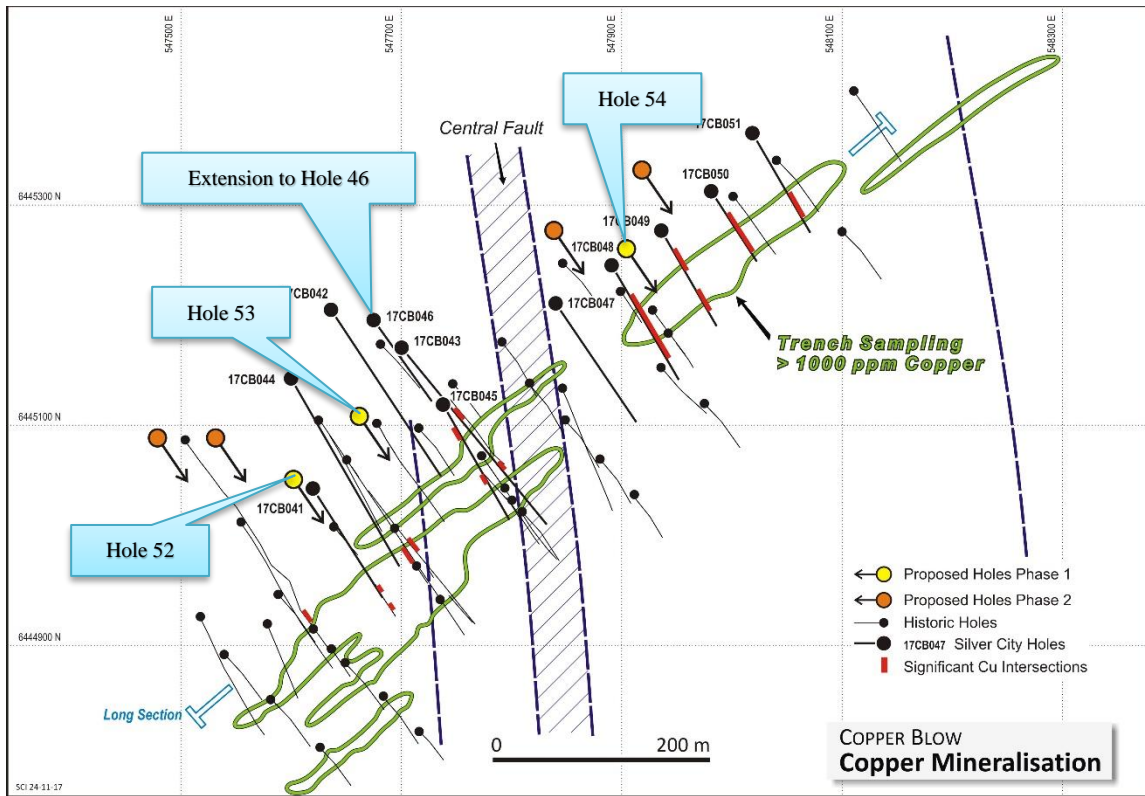 547500 E
547700 E
547900 E
548100 E
548300 E
Hole 54
Central Fault
17CB051
Extension to Hole 46
17CB050
6445300 N
17CB049
17CB048
Hole 53
17CB042
17CB047
17CB046
17CB043
Trench Sampling
> 1000 ppm Copper
17CB044
17CB045
6445100 N
17CB041
Hole 52
Proposed Holes Phase 1
Proposed Holes Phase 2
Historic Holes
17CB047 Silver City Holes
Significant Cu Intersections
6444900 N
Long Section
0 200 m
COPPER BLOW
Copper Mineralisation
SCI 24-11-17